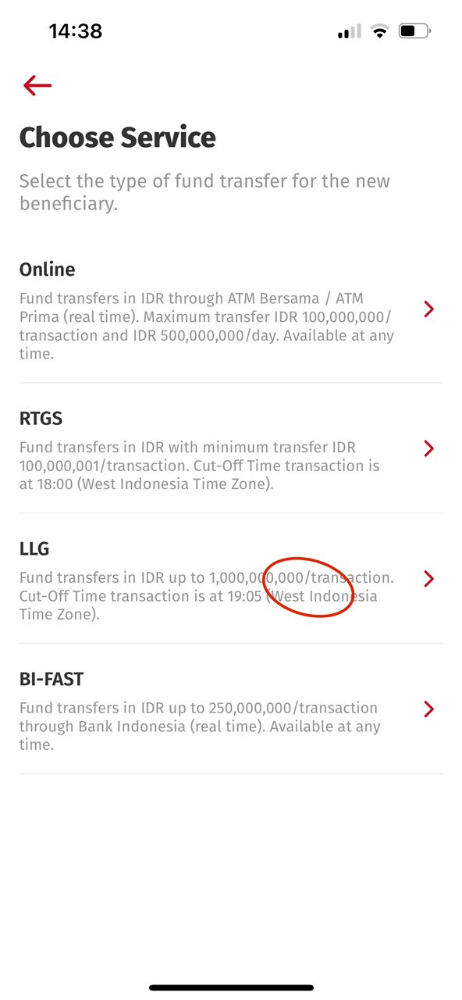 14:38
Choose Service
Select the type of fund transfer for the new
beneficiary.
Online
Fund transfers in IDR through ATM Bersama / ATM
Prima (real time). Maximum transfer IDR 100,000,000/
transaction and IDR 500,000,000/day. Available at any
time.
RTGS
Fund transfers in IDR with minimum transfer IDR
100,000,001/transaction. Cut-Off Time transaction is
at 18:00 (West Indonesia Time Zone).
LLG
Fund transfers in IDR up to 1,000,000,000/transaction.
Cut-Off Time transaction is at 19:05 (West Indonesia
Time Zone).
BI-FAST
Fund transfers in IDR up to 250,000,000/transaction
through Bank Indonesia (real time). Available at any
time.